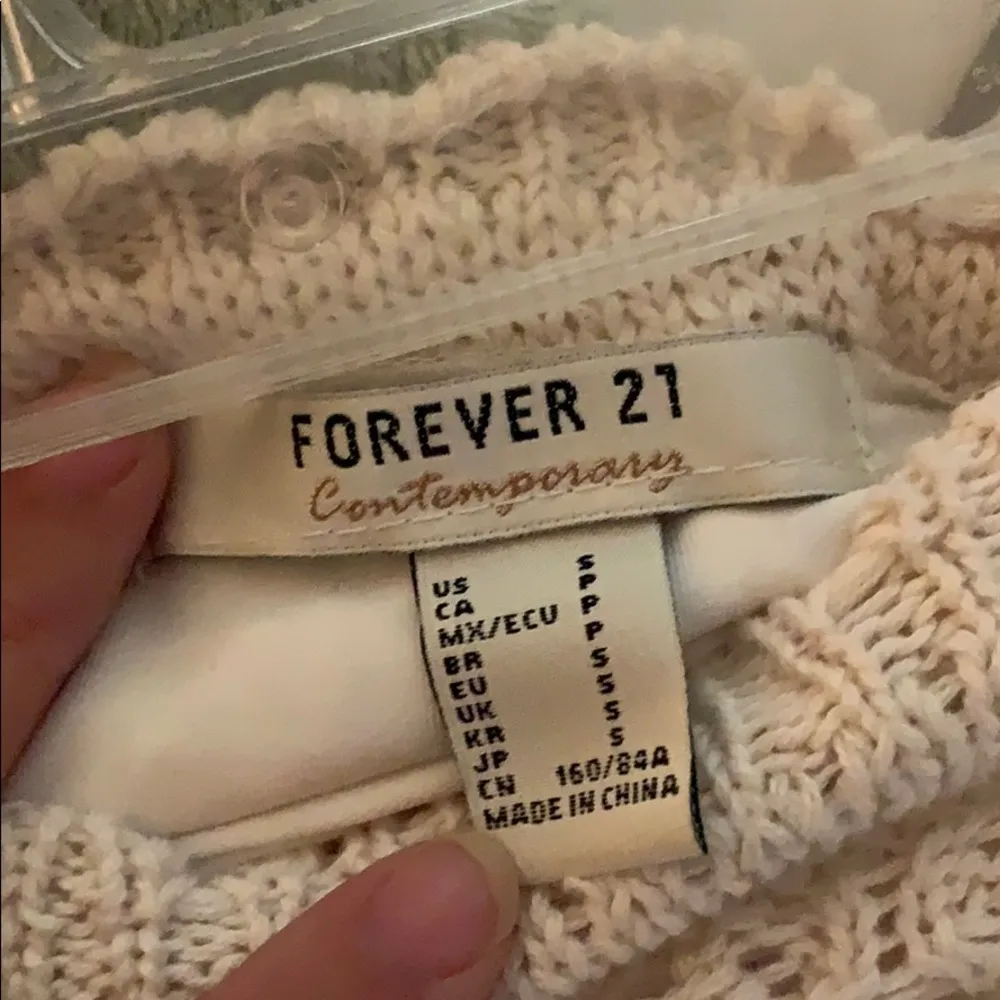 FOREVER 21
Contemporary
US S
CA P
MX/ECU P
BR P
EU S
UK S
KR S
JP S
CN 160/84A
MADE IN CHINA